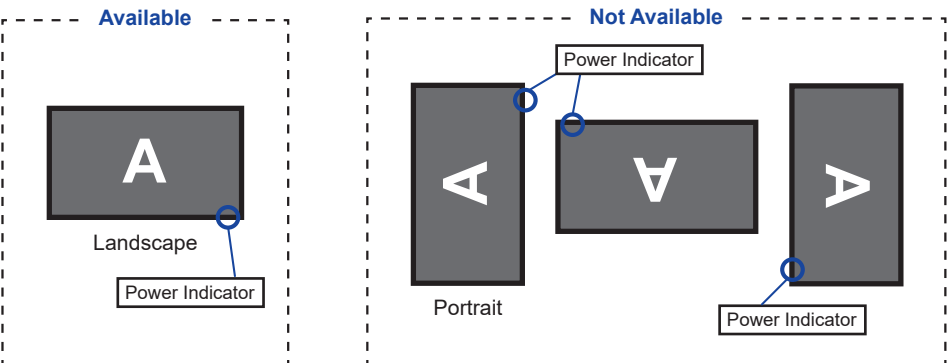 Available
A
Landscape
Power Indicator
Not Available
Power Indicator
A
Portrait
A
A
Power Indicator